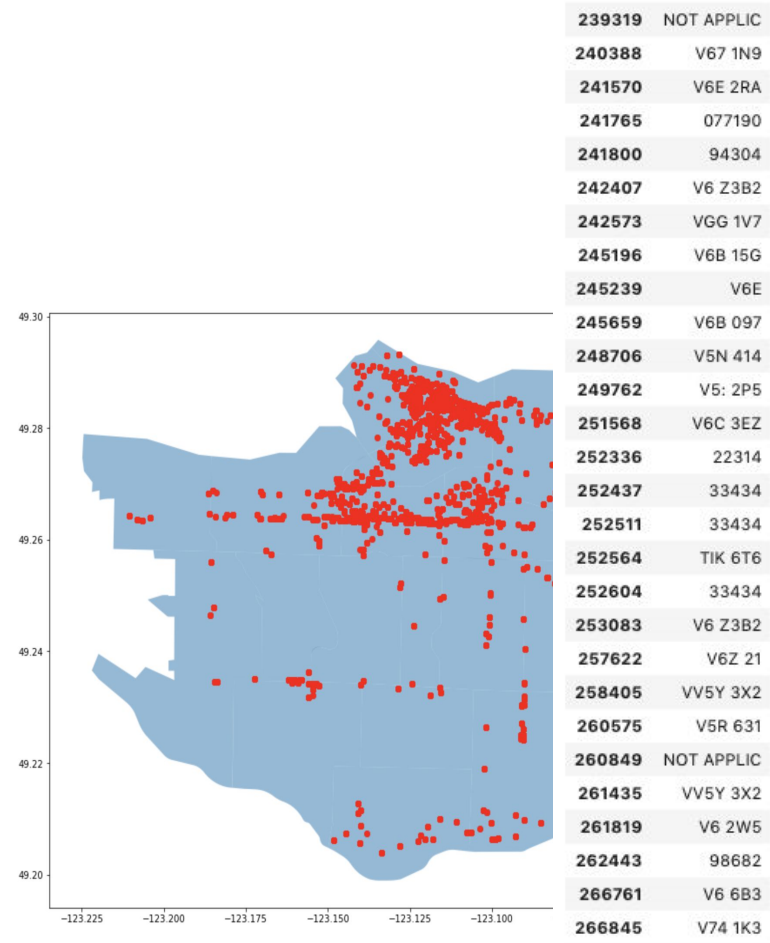 239319 NOT APPLIC
240388 V67 1N9
241570 V6E 2RA
241765 077190
241800 94304
242407 V6 Z3B2
242573 VGG 1V7
245196 V6B 15G
245239 V6E
245659 V6B 097
248706 V5N 414
249762 V5: 2P5
251568 V6C 3EZ
252336 22314
252437 33434
252511 33434
252564 TIK 6T6
252604 33434
253083 V6 Z3B2
257622 V6Z 21
258405 VV5Y 3X2
260575 V5R 631
260849 NOT APPLIC
261435 VV5Y 3X2
261819 V6 2W5
262443 98682
266761 V6 6B3
266845 V74 1K3
49.30
49.28
49.26
49.24
49.22
49.20
−123.225 −123.200 −123.175 −123.150 −123.125 −123.100